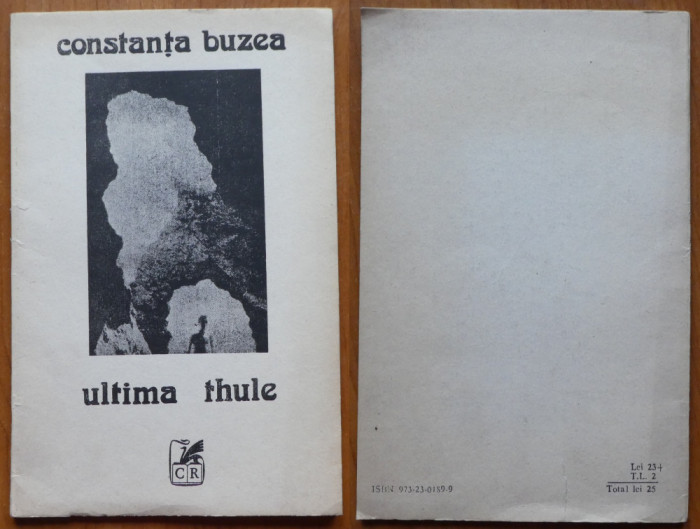 constanța buzea
ultima thule
CR
Lei 23+
T.L. 2
Total lei 25
ISBN 973-23-0189-9